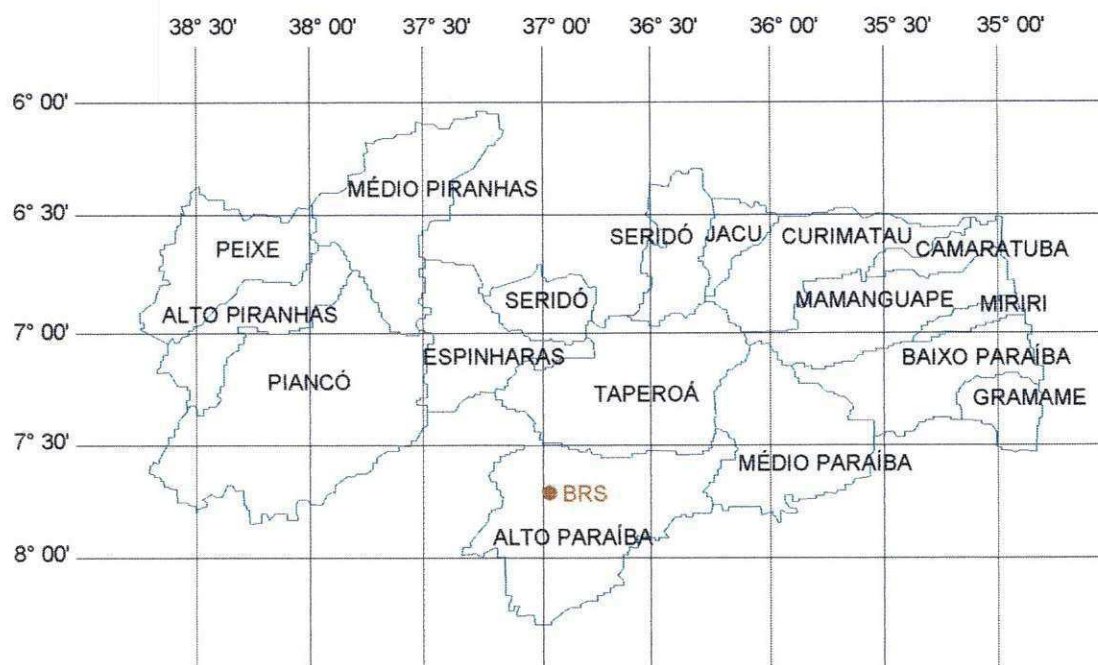 38° 30' 38° 00' 37° 30' 37° 00' 36° 30' 36° 00' 35° 30' 35° 00'
6° 00'
MÉDIO PIRANHAS
6° 30'
PEIXE
SERIDÓ
JACU
CURIMATAU
CAMARATUBA
SERIDÓ
MAMANGUAPE
MIRIRI
ALTO PIRANHAS
7° 00'
ESPINHARAS
BAIXO PARAÍBA
PIANCÓ
TAPEROÁ
GRAMAME
7° 30'
MÉDIO PARAÍBA
BRS
ALTO PARAÍBA
8° 00'